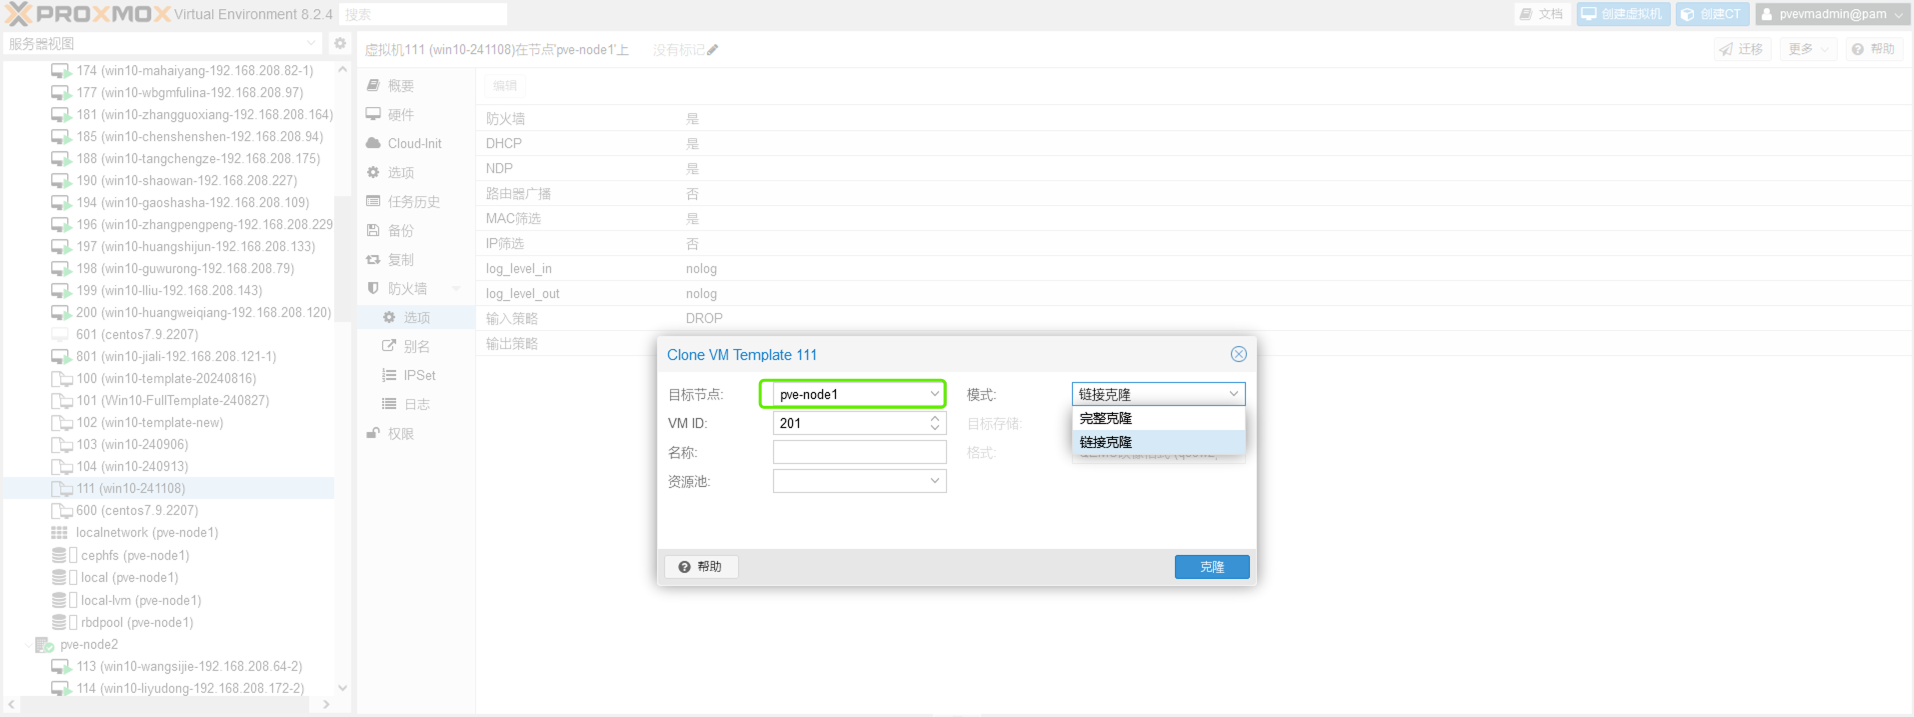 PROXMOX Virtual Environment 8.2.4 搜索 文档 创建虚拟机 创建CT pvevmadmin@pam
服务器视图
174 (win10-mahaiyang-192.168.208.82-1)
177 (win10-wbgmfulina-192.168.208.97)
181 (win10-zhangguoxiang-192.168.208.164)
185 (win10-chenshenshen-192.168.208.94)
188 (win10-tangchengze-192.168.208.175)
190 (win10-shaowan-192.168.208.227)
194 (win10-gaoshasha-192.168.208.109)
196 (win10-zhangpengpeng-192.168.208.229
197 (win10-huangshijun-192.168.208.133)
198 (win10-guwurong-192.168.208.79)
199 (win10-lliu-192.168.208.143)
200 (win10-huangweiqiang-192.168.208.120)
601 (centos7.9.2207)
801 (win10-jiali-192.168.208.121-1)
100 (win10-template-20240816)
101 (Win10-FullTemplate-240827)
102 (win10-template-new)
103 (win10-240906)
104 (win10-240913)
111 (win10-241108)
600 (centos7.9.2207)
localnetwork (pve-node1)
cephfs (pve-node1)
local (pve-node1)
local-lvm (pve-node1)
rbdpool (pve-node1)
pve-node2
113 (win10-wangsijie-192.168.208.64-2)
114 (win10-liyudong-192.168.208.172-2)
虚拟机111 (win10-241108)在节点'pve-node1'上 没有标记 迁移 更多 帮助
概要
硬件
Cloud-Init
选项
任务历史
备份
复制
防火墙
选项
别名
IPSet
日志
权限
编辑
防火墙 是
DHCP 是
NDP 是
路由器广播 否
MAC筛选 是
IP筛选 否
log_level_in nolog
log_level_out nolog
输入策略 DROP
输出策略
Clone VM Template 111
目标节点: pve-node1
VM ID: 201
名称:
资源池:
模式: 链接克隆
完整克隆
链接克隆
目标存储:
格式:
帮助 克隆